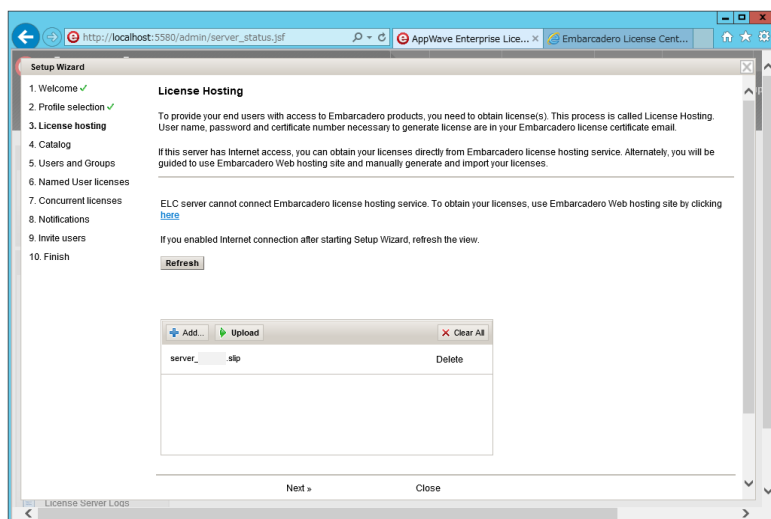 http://localhost:5580/admin/server_status.jsf
AppWave Enterprise Lice...
Embarcadero License Cent...
Setup Wizard
1. Welcome
2. Profile selection
3. License hosting
4. Catalog
5. Users and Groups
6. Named User licenses
7. Concurrent licenses
8. Notifications
9. Invite users
10. Finish
License Hosting
To provide your end users with access to Embarcadero products, you need to obtain license(s). This process is called License Hosting.
User name, password and certificate number necessary to generate license are in your Embarcadero license certificate email.
If this server has Internet access, you can obtain your licenses directly from Embarcadero license hosting service. Alternately, you will be
guided to use Embarcadero Web hosting site and manually generate and import your licenses.
ELC server cannot connect Embarcadero license hosting service. To obtain your licenses, use Embarcadero Web hosting site by clicking
here
If you enabled Internet connection after starting Setup Wizard, refresh the view.
Refresh
Add... Upload Clear All
server_ .slip Delete
Next » Close
License Server Logs